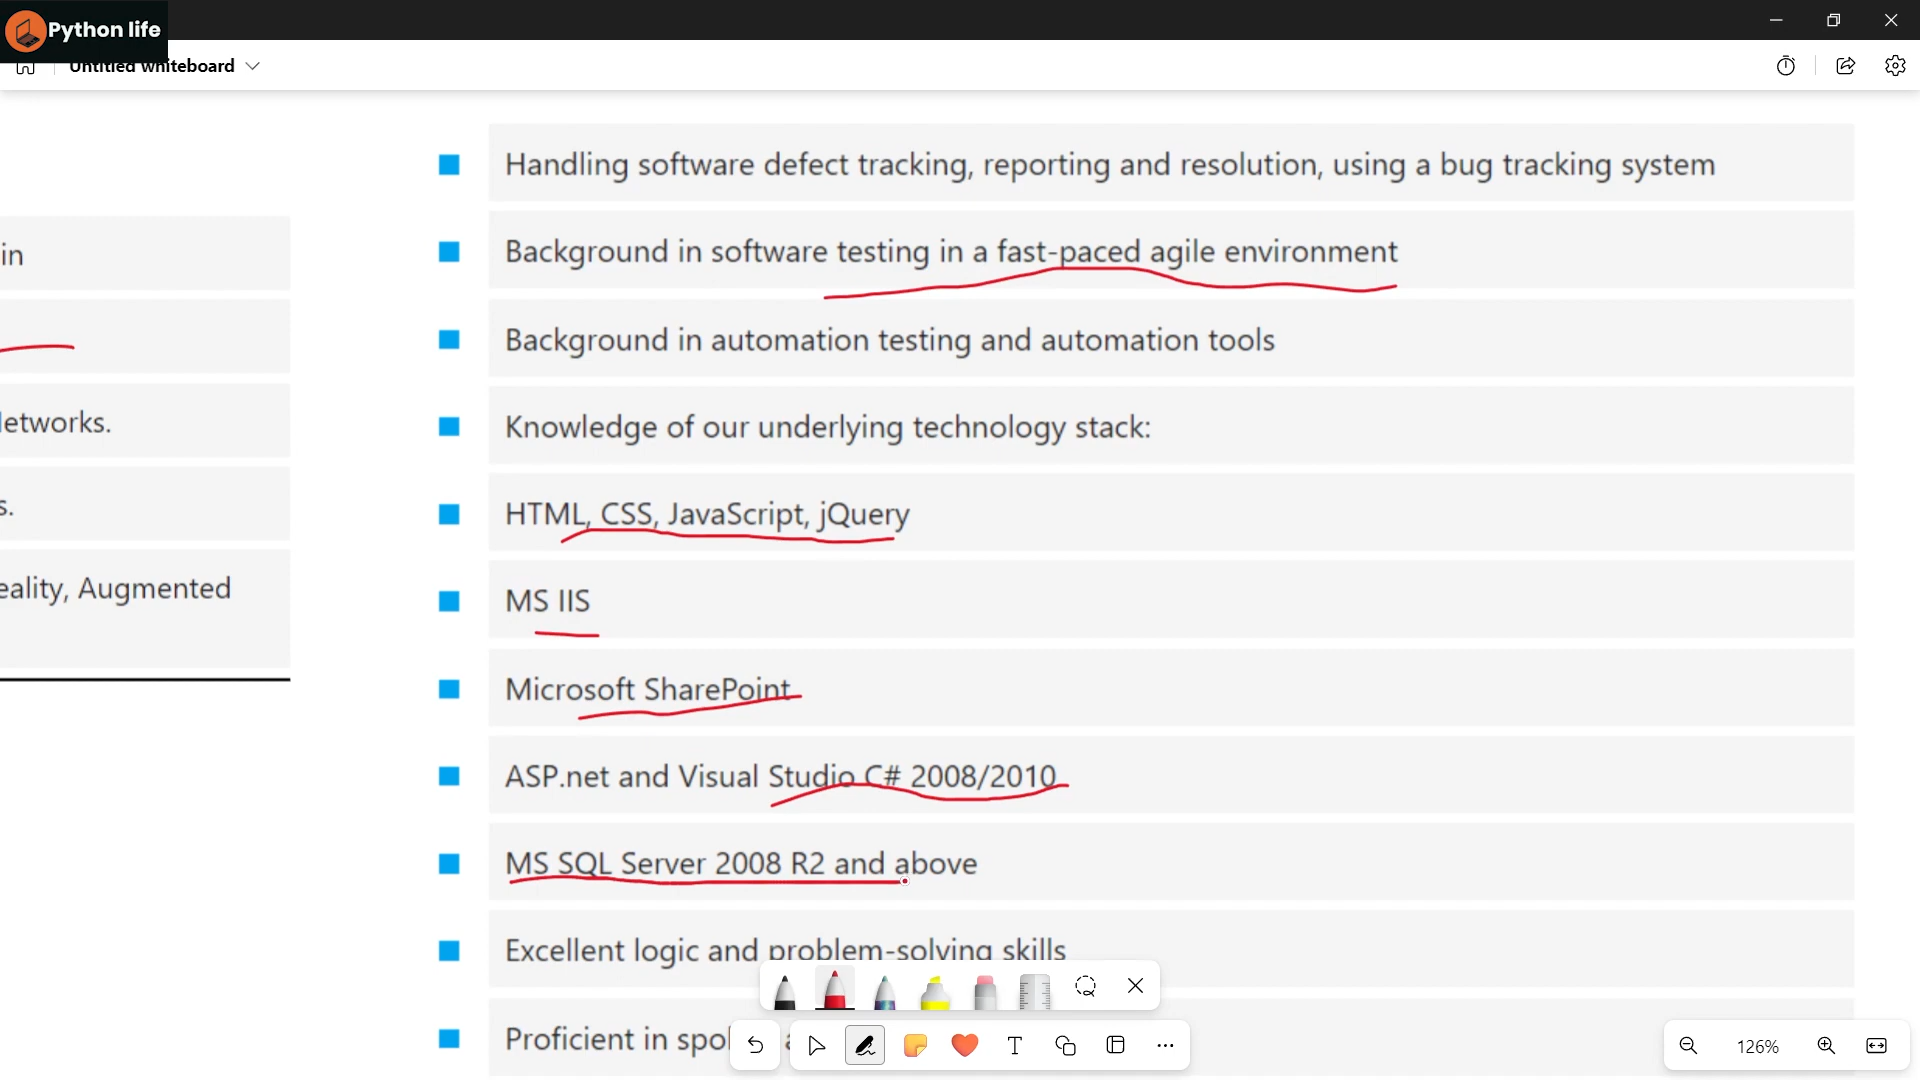 Python life
Untitled whiteboard
in
etworks.
s.
eality, Augmented
Handling software defect tracking, reporting and resolution, using a bug tracking system
Background in software testing in a fast-paced agile environment
Background in automation testing and automation tools
Knowledge of our underlying technology stack:
HTML, CSS, JavaScript, jQuery
MS IIS
Microsoft SharePoint
ASP.net and Visual Studio C# 2008/2010
MS SQL Server 2008 R2 and above
Excellent logic and problem-solving skills
Proficient in spo
126%